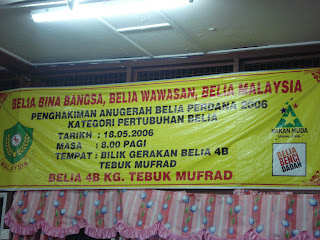 BELIA BINA BANGSA, BELIA WAWASAN, BELIA MALAYSIA
PENGHAKIMAN ANUGERAH BELIA PERDANA 2006
KATEGORI PERTUBUHAN BELIA
TARIKH : 18.05.2006
MASA : 8.00 PAGI
TEMPAT : BILIK GERAKAN BELIA 4B
TEBUK MUFRAD
BELIA 4B KG. TEBUK MUFRAD
MALAYSIA
RAKAN MUDA
BELIA
BENCI
DADAH